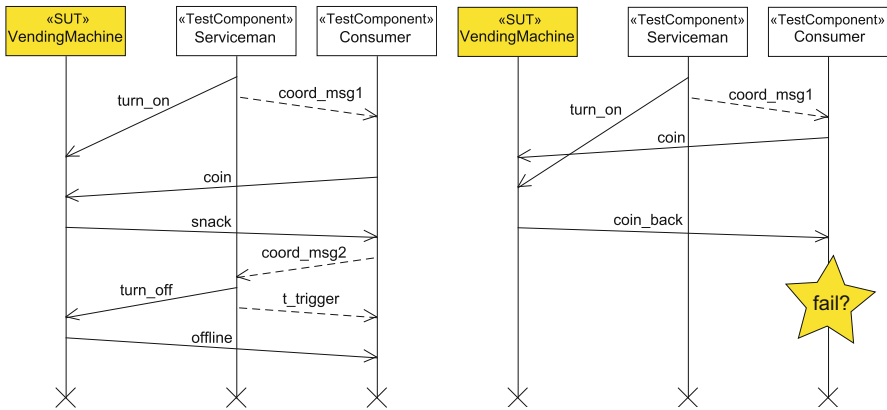 «SUT»
VendingMachine
«TestComponent»
Serviceman
«TestComponent»
Consumer
turn_on
coord_msg1
coin
snack
coord_msg2
turn_off
t_trigger
offline
«SUT»
VendingMachine
«TestComponent»
Serviceman
«TestComponent»
Consumer
coord_msg1
turn_on
coin
coin_back
fail?